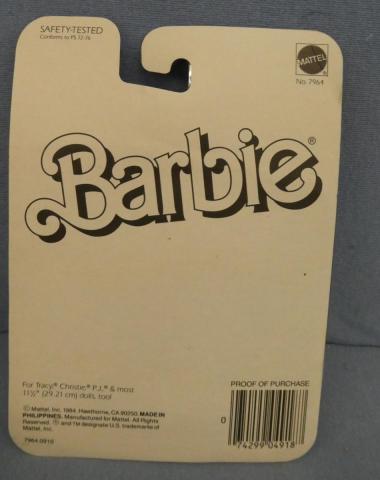 SAFETY-TESTED
Conforms to PS 72-76
MATTEL
No. 7964
Barbie®
For Tracy,® Christie,® P.J.,® & most
11½" (29.21 cm) dolls, too!
© Mattel, Inc. 1984. Hawthorne, CA 90250. MADE IN
PHILIPPINES. Manufactured for Mattel. All Rights
Reserved. ® and ™ designate U.S. trademarks of
Mattel, Inc.
7964-0910
PROOF OF PURCHASE
0
74299 04918